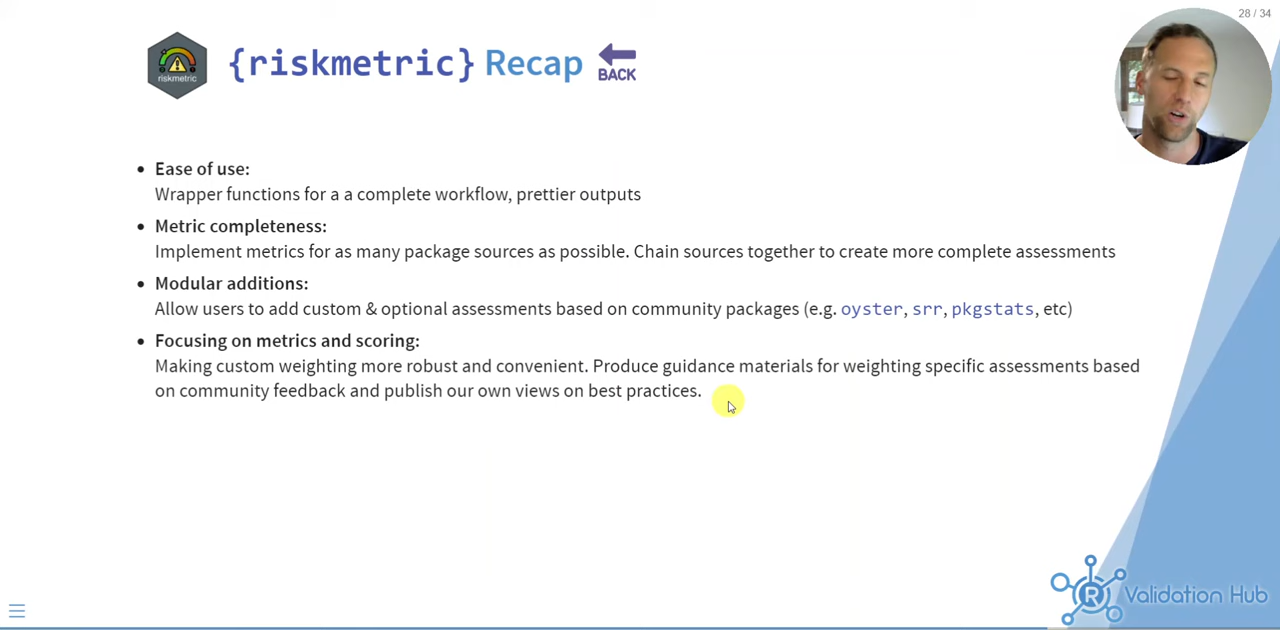 28 / 34
riskmetric
{riskmetric} Recap
BACK
• Ease of use:
Wrapper functions for a a complete workflow, prettier outputs
• Metric completeness:
Implement metrics for as many package sources as possible. Chain sources together to create more complete assessments
• Modular additions:
Allow users to add custom & optional assessments based on community packages (e.g. oyster, srr, pkgstats, etc)
• Focusing on metrics and scoring:
Making custom weighting more robust and convenient. Produce guidance materials for weighting specific assessments based
on community feedback and publish our own views on best practices.
R Validation Hub